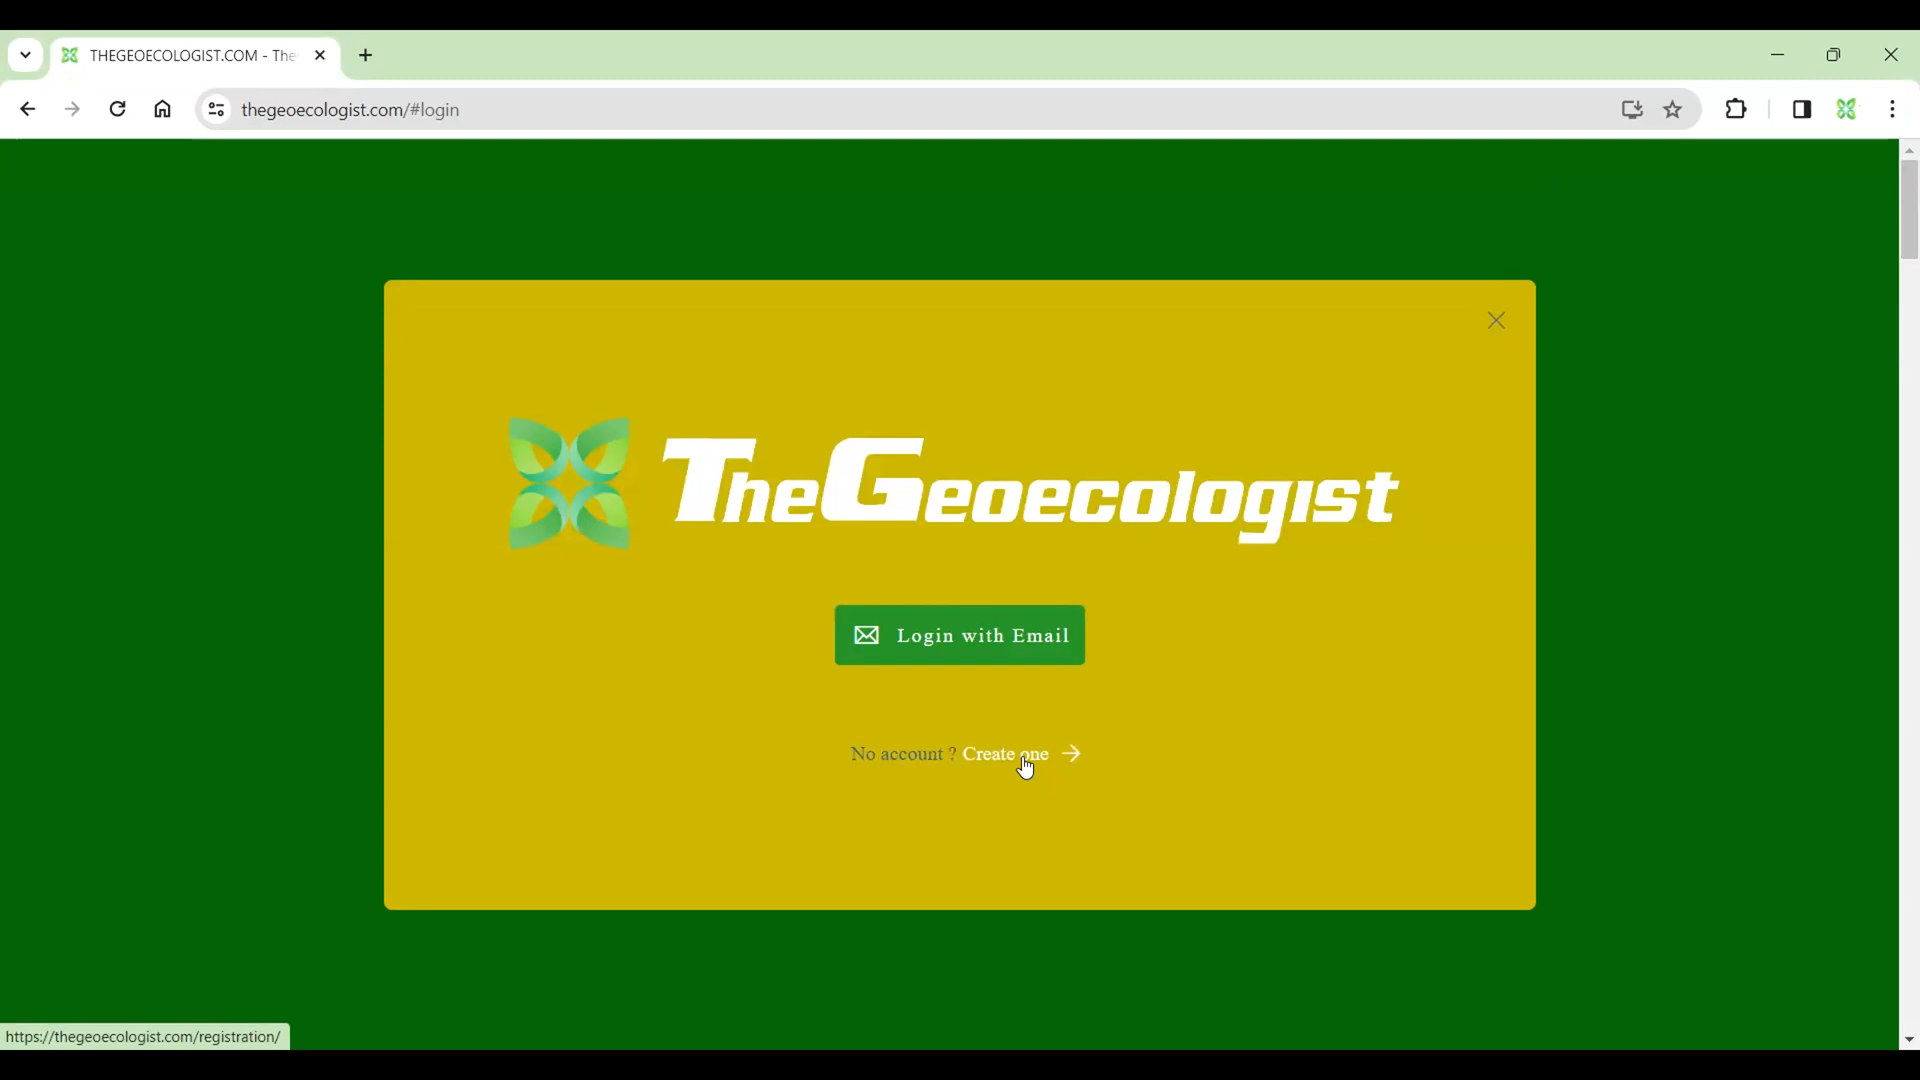 THEGEOECOLOGIST.COM - The
thegeoecologist.com/#login
TheGeoecologist
Login with Email
No account ? Create one
https://thegeoecologist.com/registration/